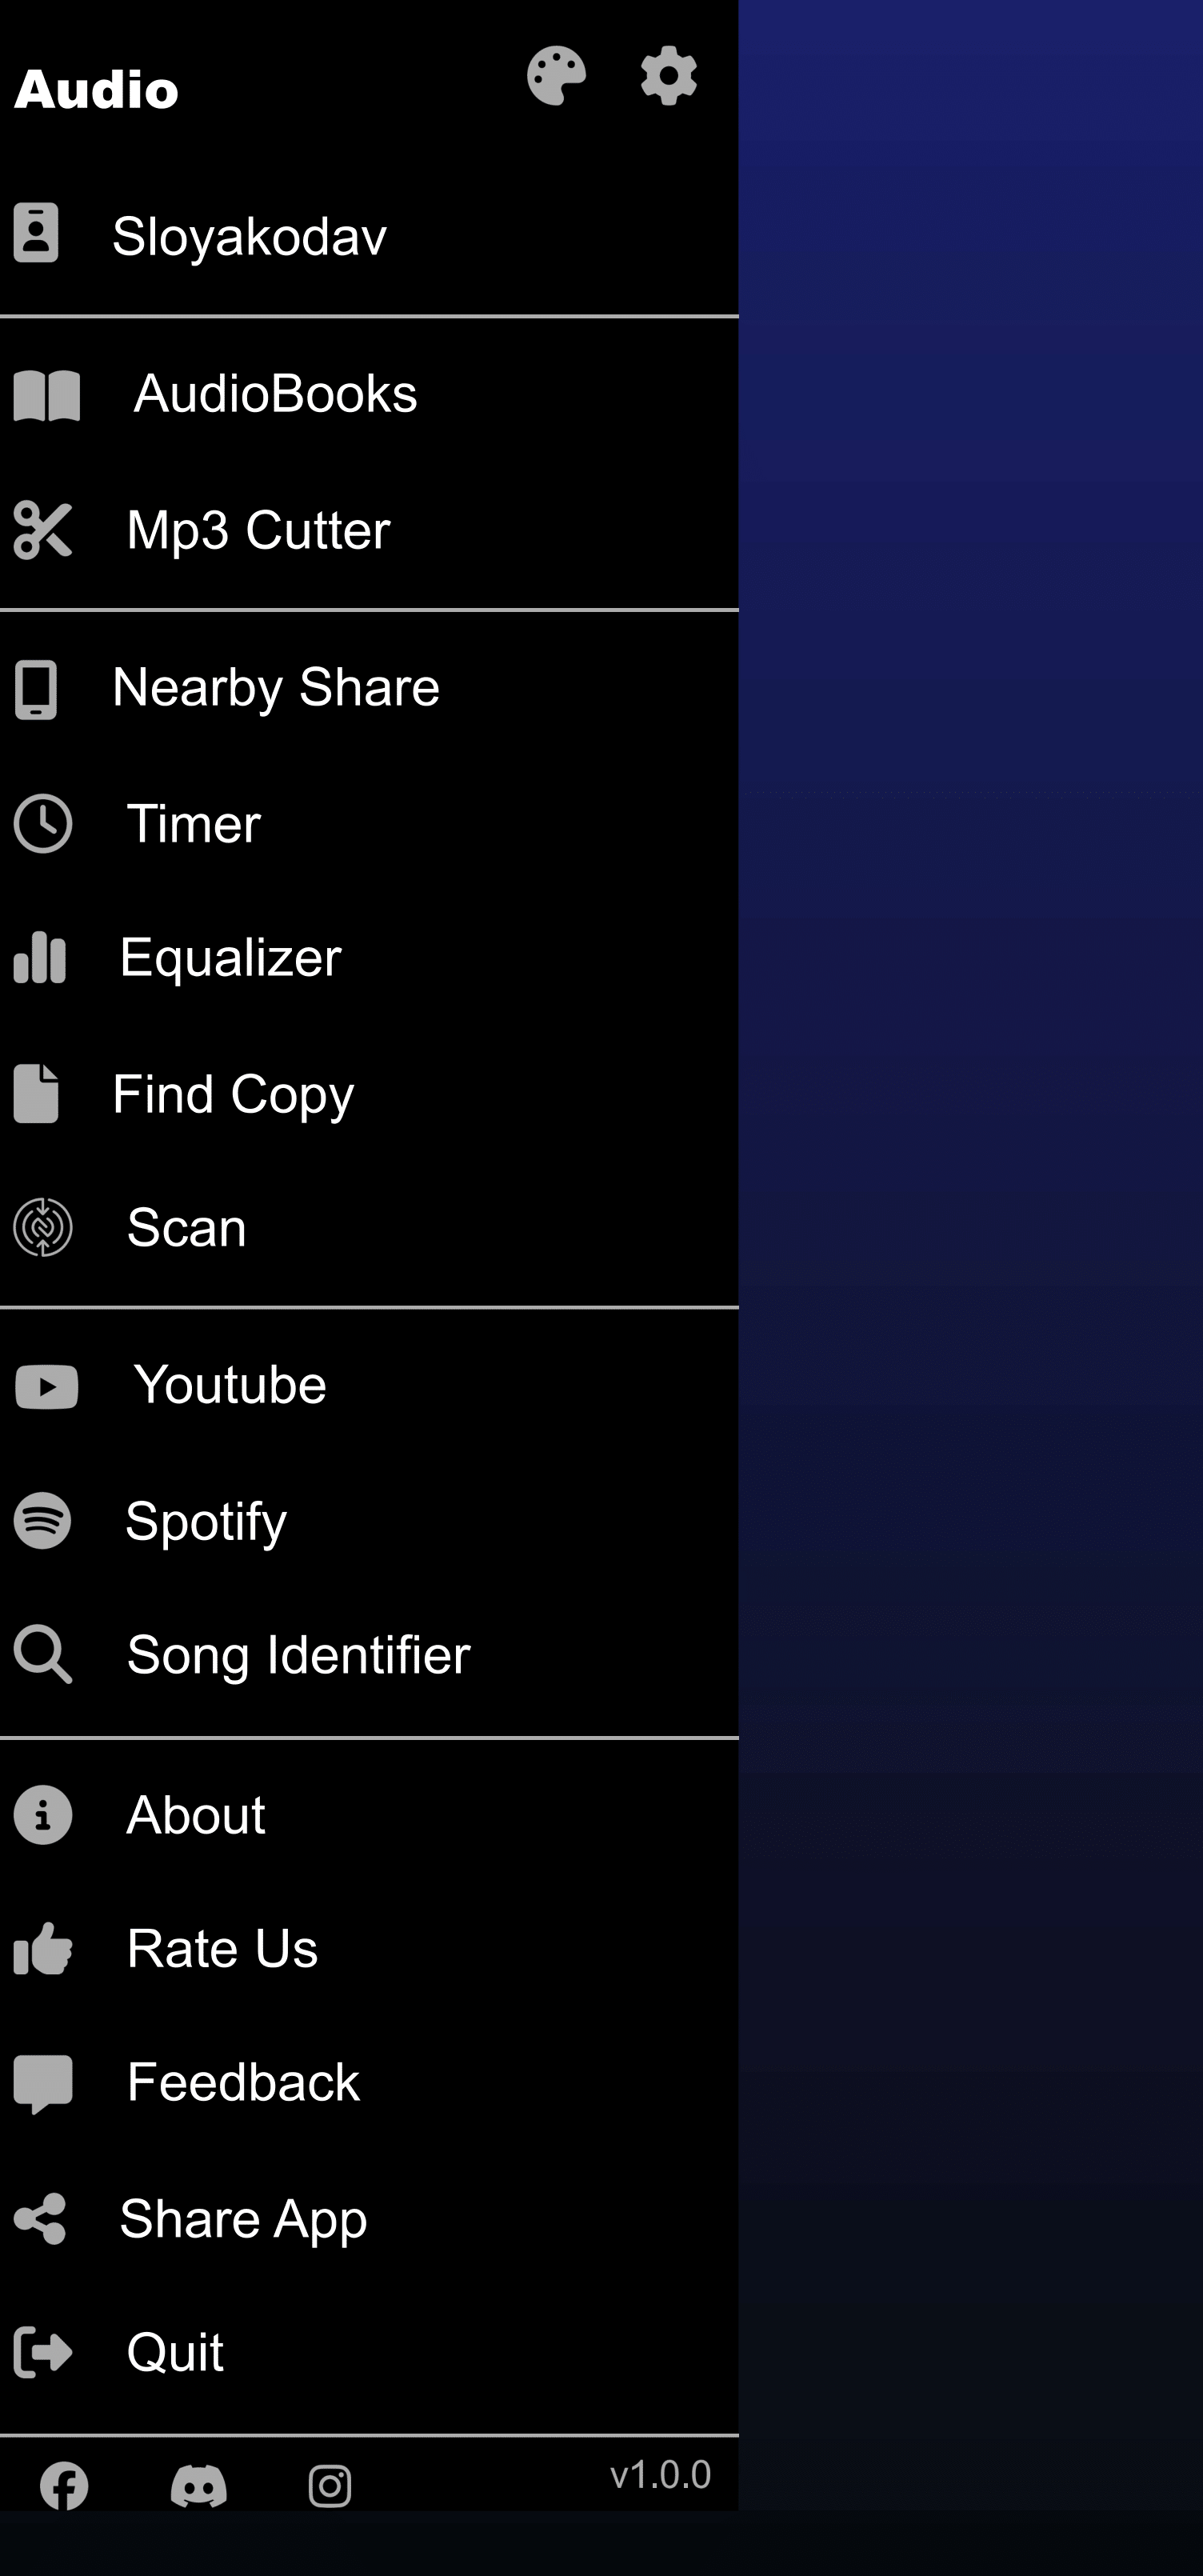 Audio
Sloyakodav
AudioBooks
Mp3 Cutter
Nearby Share
Timer
Equalizer
Find Copy
Scan
Youtube
Spotify
Song Identifier
About
Rate Us
Feedback
Share App
Quit
v1.0.0